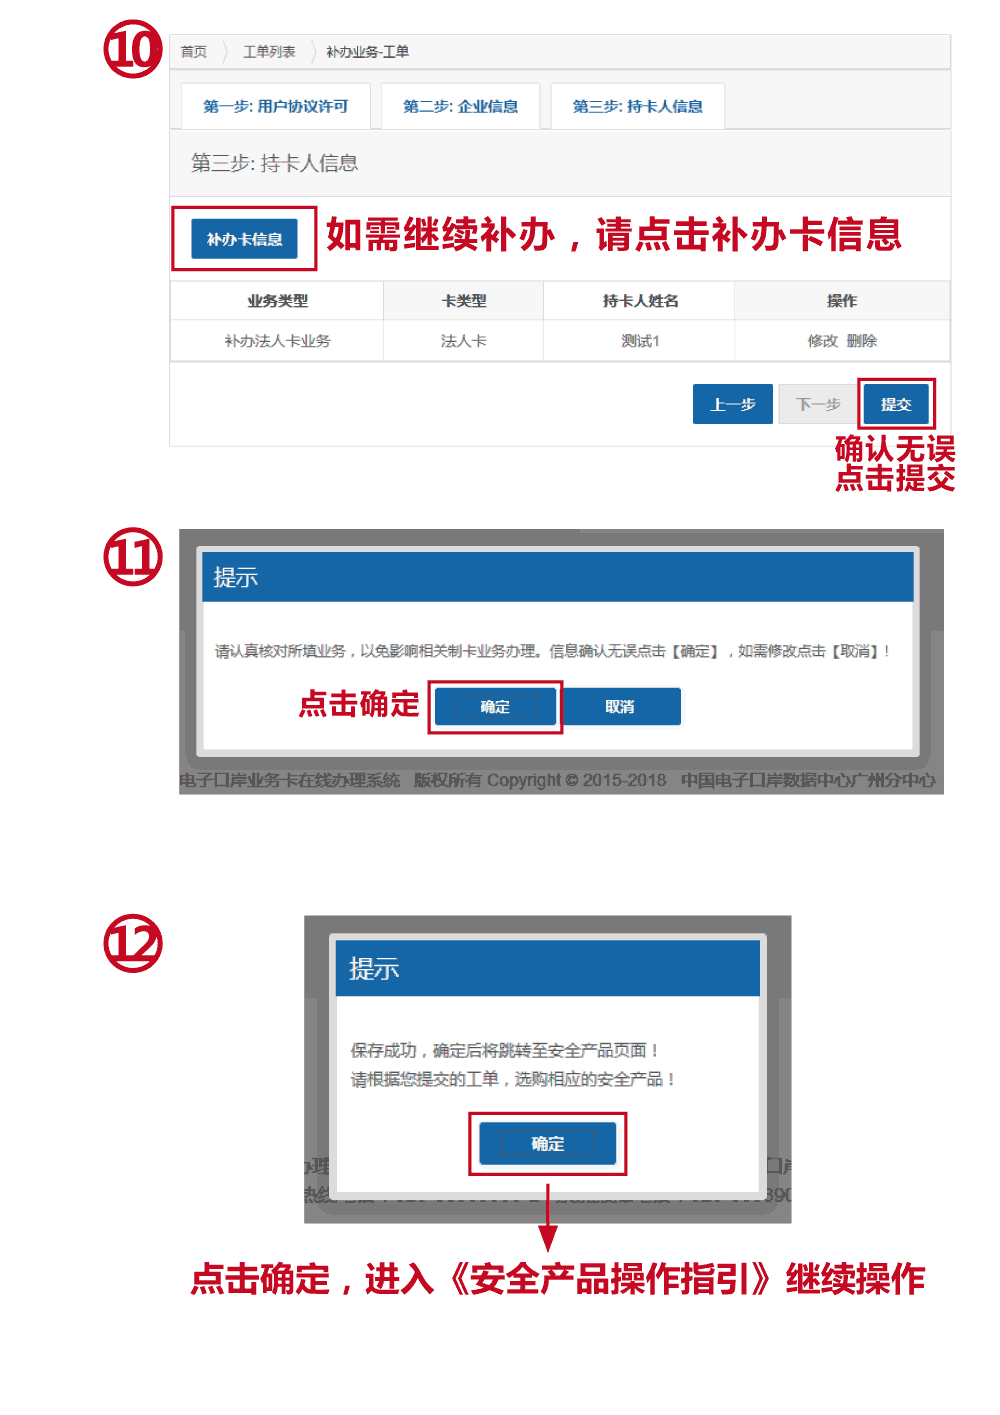 ⑩
首页 工单列表 补办业务-工单
第一步: 用户协议许可 第二步: 企业信息 第三步: 持卡人信息
第三步: 持卡人信息
补办卡信息 如需继续补办，请点击补办卡信息
业务类型 卡类型 持卡人姓名 操作
补办法人卡业务 法人卡 测试1 修改 删除
上一步 下一步 提交
确认无误
点击提交
⑪
提示
请认真核对所填业务，以免影响相关制卡业务办理。信息确认无误点击【确定】，如需修改点击【取消】!
点击确定 确定 取消
电子口岸业务卡在线办理系统 版权所有 Copyright © 2015-2018 中国电子口岸数据中心广州分中心
⑫
提示
保存成功，确定后将跳转至安全产品页面！
请根据您提交的工单，选购相应的安全产品！
确定
点击确定，进入《安全产品操作指引》继续操作